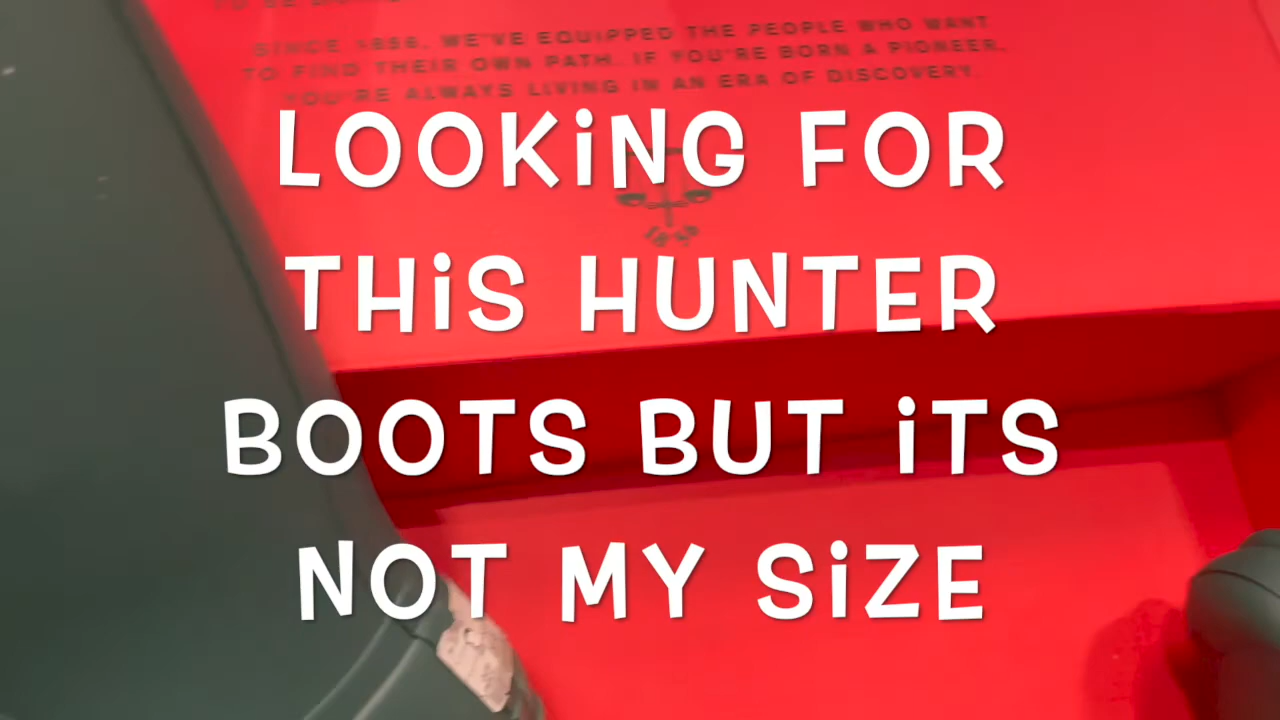 TO BE
SINCE 1856, WE'VE EQUIPPED THE PEOPLE WHO WANT
TO FIND THEIR OWN PATH. IF YOU'RE BORN A PIONEER,
YOU'RE ALWAYS LIVING IN AN ERA OF DISCOVERY.
LOOKiNG FOR
THiS HUNTER
BOOTS BUT iTS
NOT MY SiZE